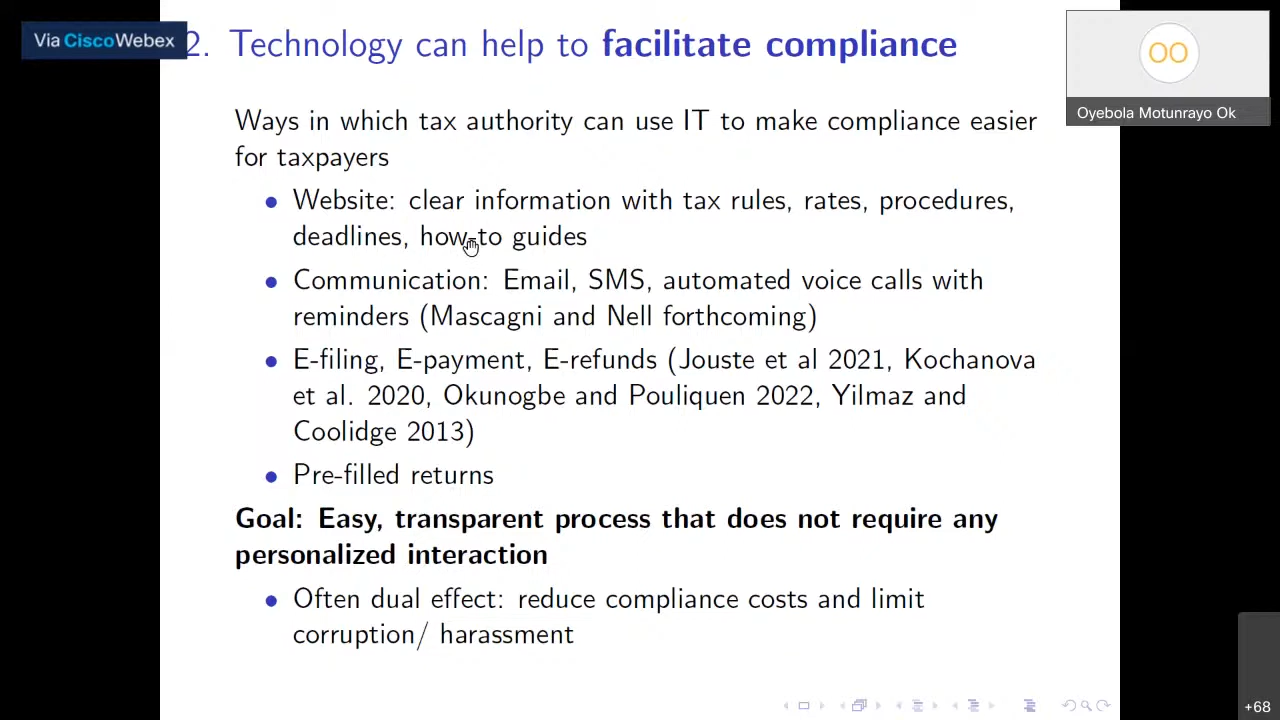 Via Cisco Webex
2. Technology can help to facilitate compliance
OO
Oyebola Motunrayo Ok
Ways in which tax authority can use IT to make compliance easier
for taxpayers
• Website: clear information with tax rules, rates, procedures,
deadlines, how-to guides
• Communication: Email, SMS, automated voice calls with
reminders (Mascagni and Nell forthcoming)
• E-filing, E-payment, E-refunds (Jouste et al 2021, Kochanova
et al. 2020, Okunogbe and Pouliquen 2022, Yilmaz and
Coolidge 2013)
• Pre-filled returns
Goal: Easy, transparent process that does not require any
personalized interaction
• Often dual effect: reduce compliance costs and limit
corruption/ harassment
+68